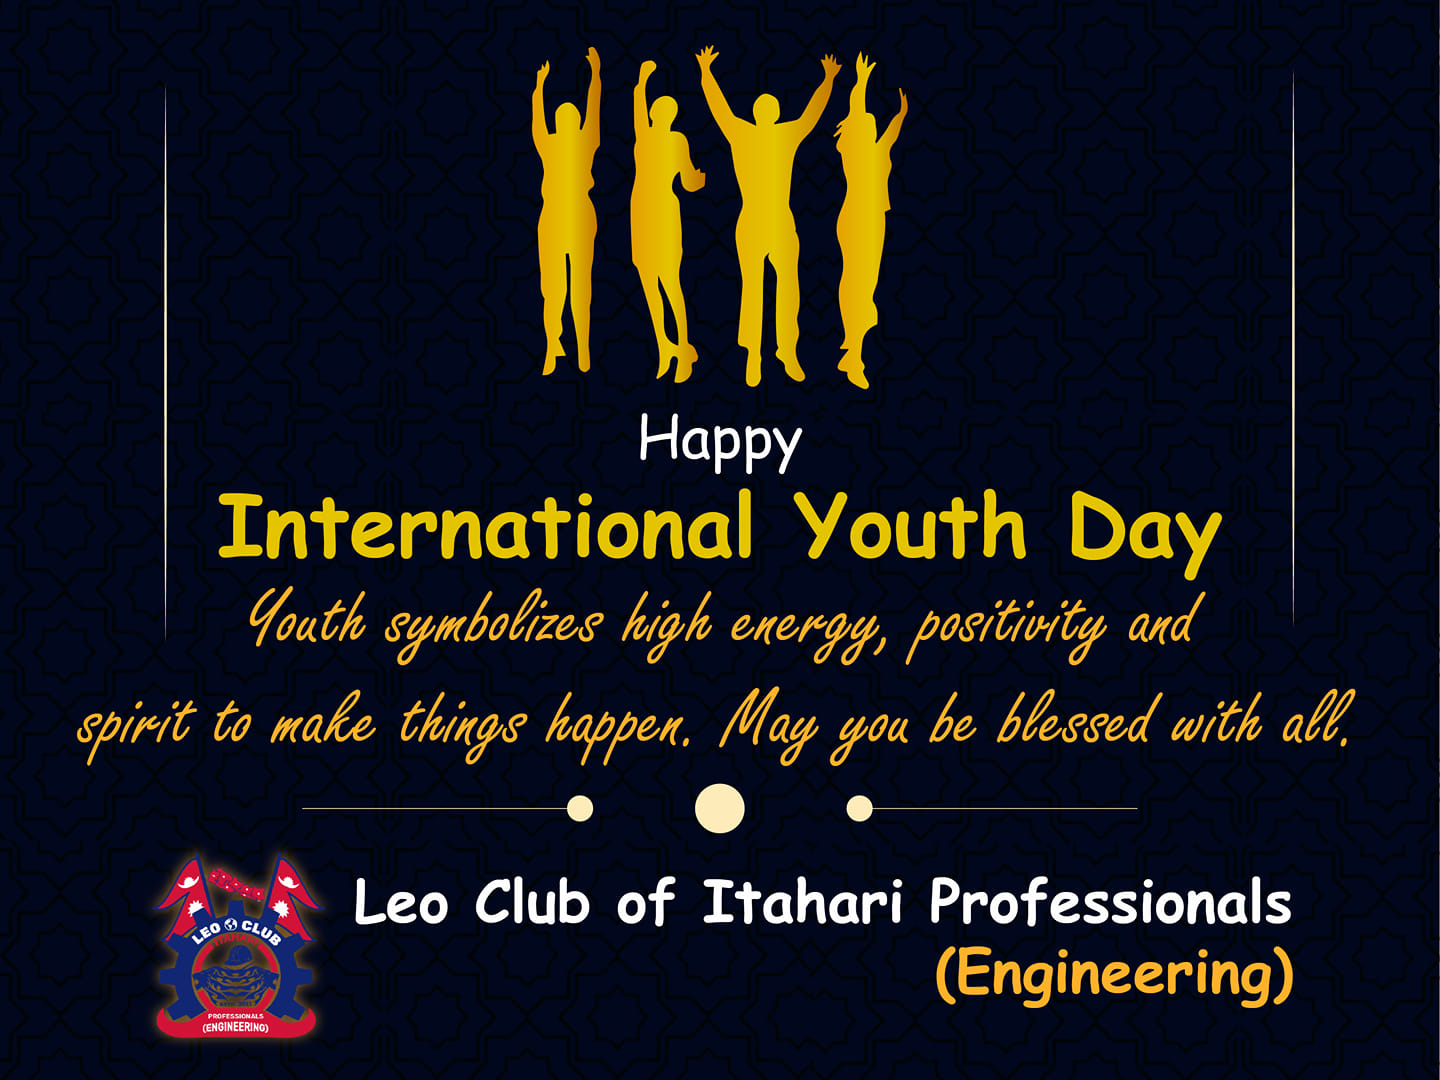 Happy
International Youth Day
Youth symbolizes high energy, positivity and
spirit to make things happen. May you be blessed with all.
Leo Club of Itahari Professionals
(Engineering)
LEO CLUB
ITAHARI
PROFESSIONALS
(ENGINEERING)